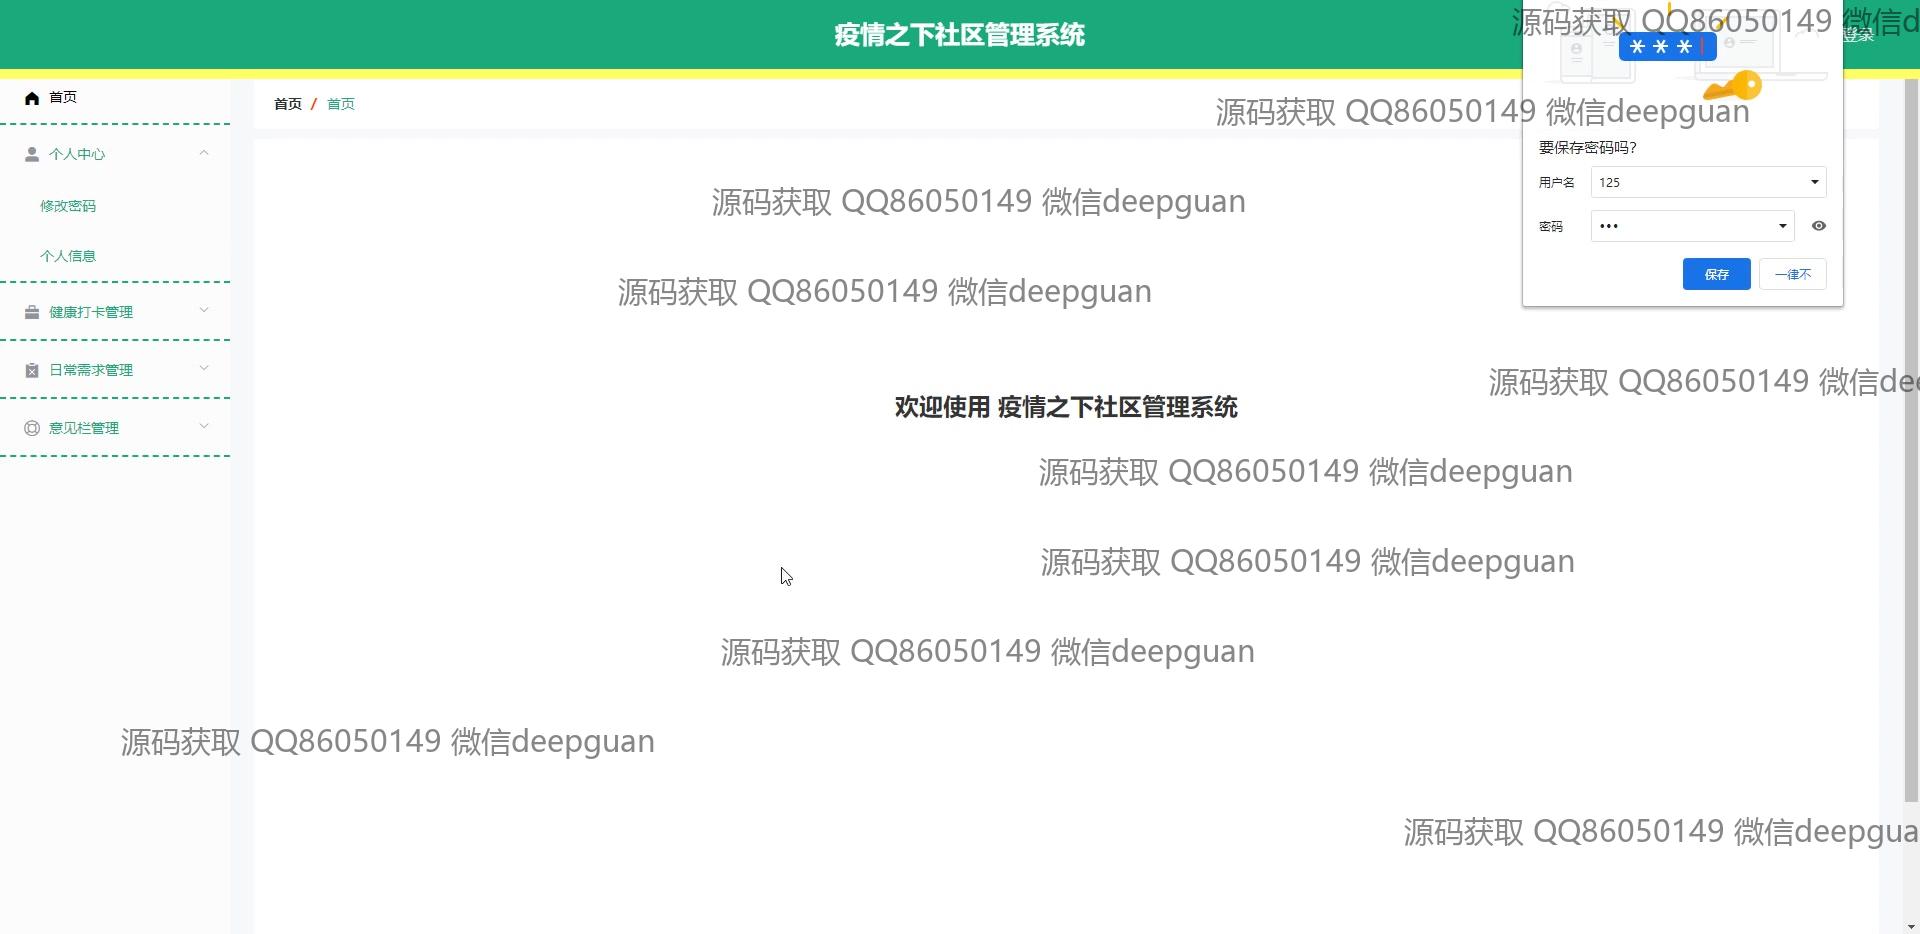 疫情之下社区管理系统
登录
源码获取 QQ86050149 微信d
***
首页
首页 / 首页
源码获取 QQ86050149 微信deepguan
个人中心
要保存密码吗?
用户名 125
修改密码
源码获取 QQ86050149 微信deepguan
密码 •••
个人信息
保存 一律不
源码获取 QQ86050149 微信deepguan
健康打卡管理
日常需求管理
源码获取 QQ86050149 微信dee
欢迎使用 疫情之下社区管理系统
意见栏管理
源码获取 QQ86050149 微信deepguan
源码获取 QQ86050149 微信deepguan
源码获取 QQ86050149 微信deepguan
源码获取 QQ86050149 微信deepguan
源码获取 QQ86050149 微信deepgua